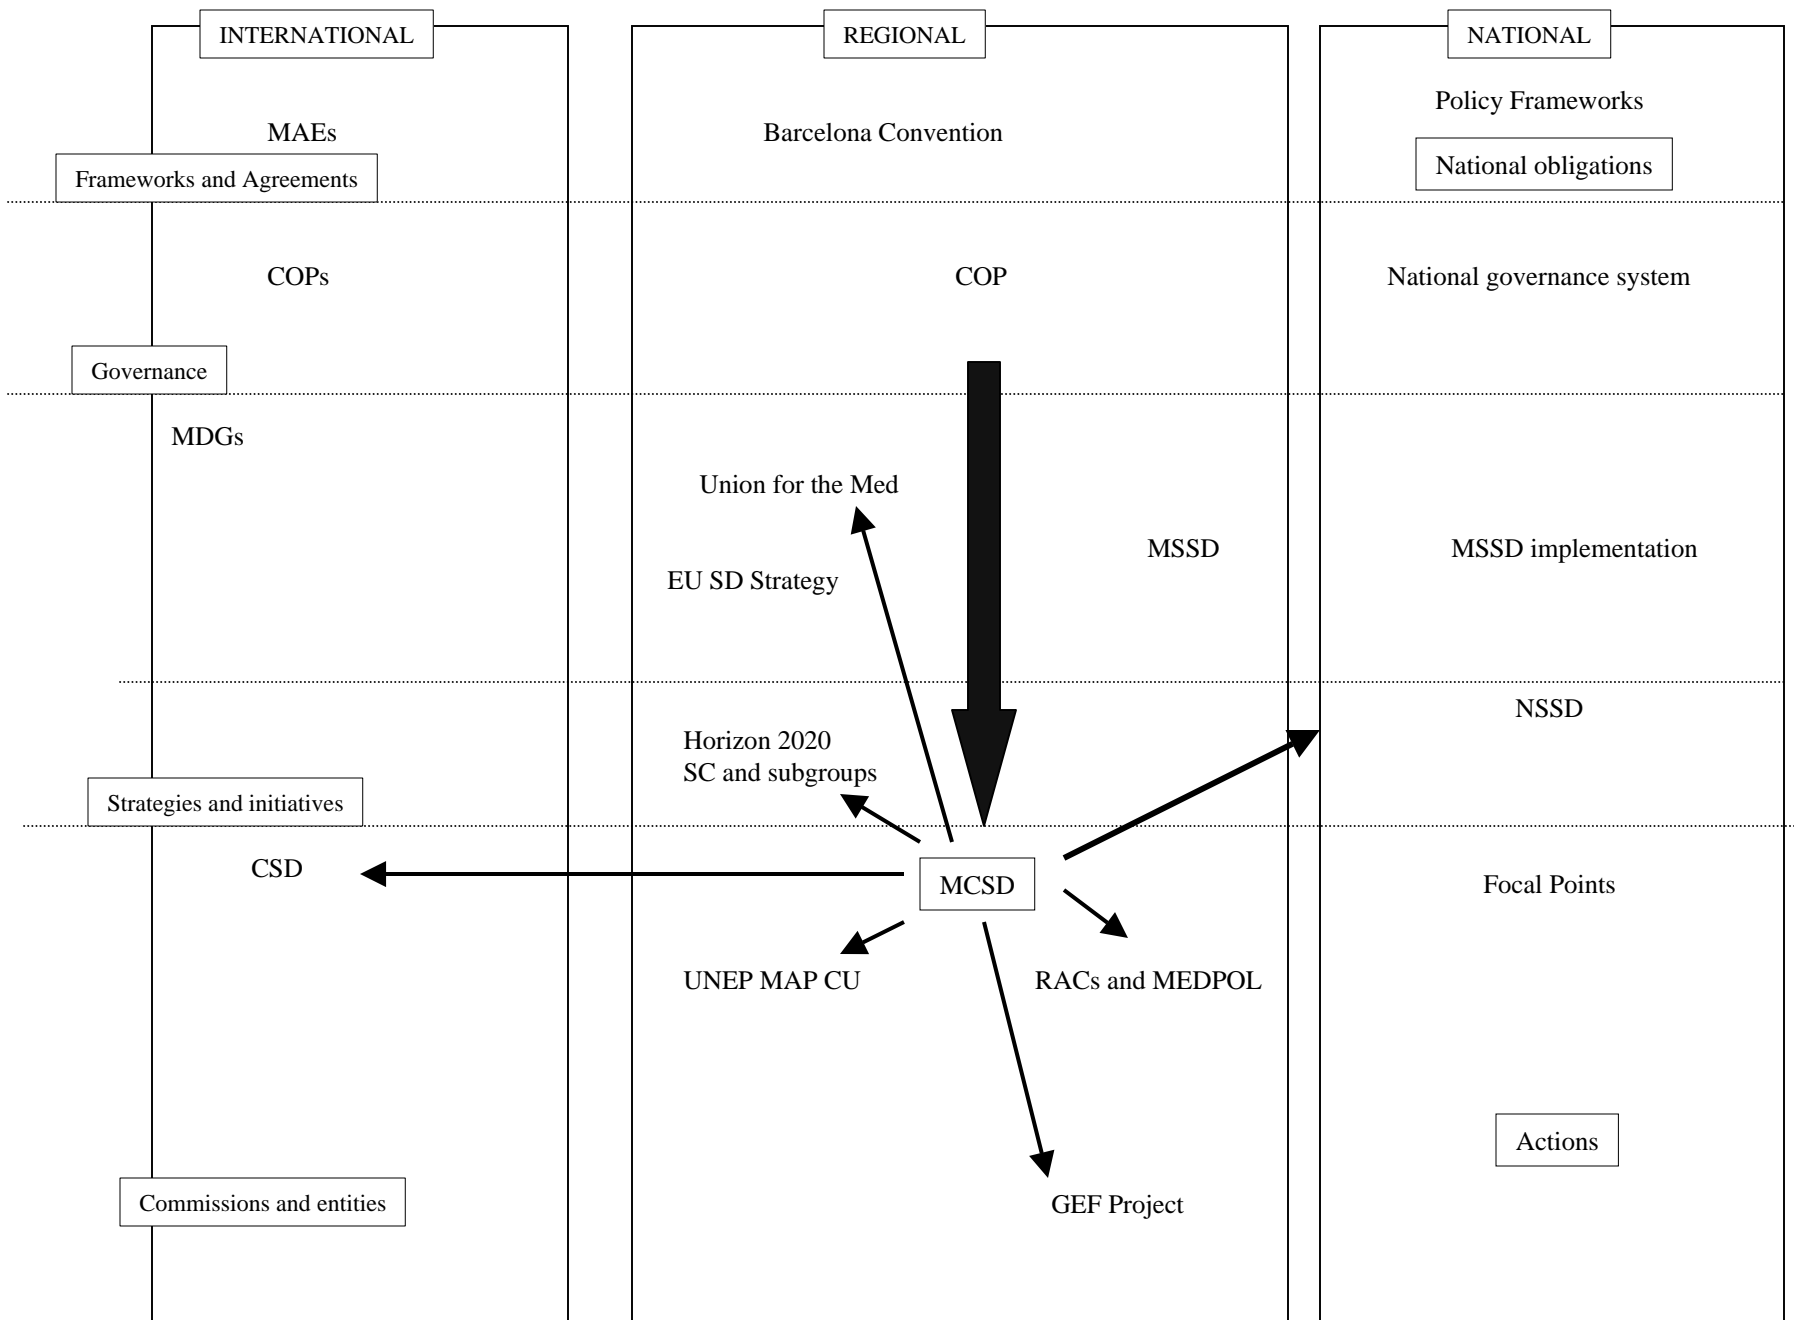 INTERNATIONAL
REGIONAL
NATIONAL
Policy Frameworks
MAEs
Barcelona Convention
National obligations
Frameworks and Agreements
COPs
COP
National governance system
Governance
MDGs
Union for the Med
MSSD
MSSD implementation
EU SD Strategy
NSSD
Horizon 2020
SC and subgroups
Strategies and initiatives
CSD
MCSD
Focal Points
UNEP MAP CU
RACs and MEDPOL
Actions
Commissions and entities
GEF Project